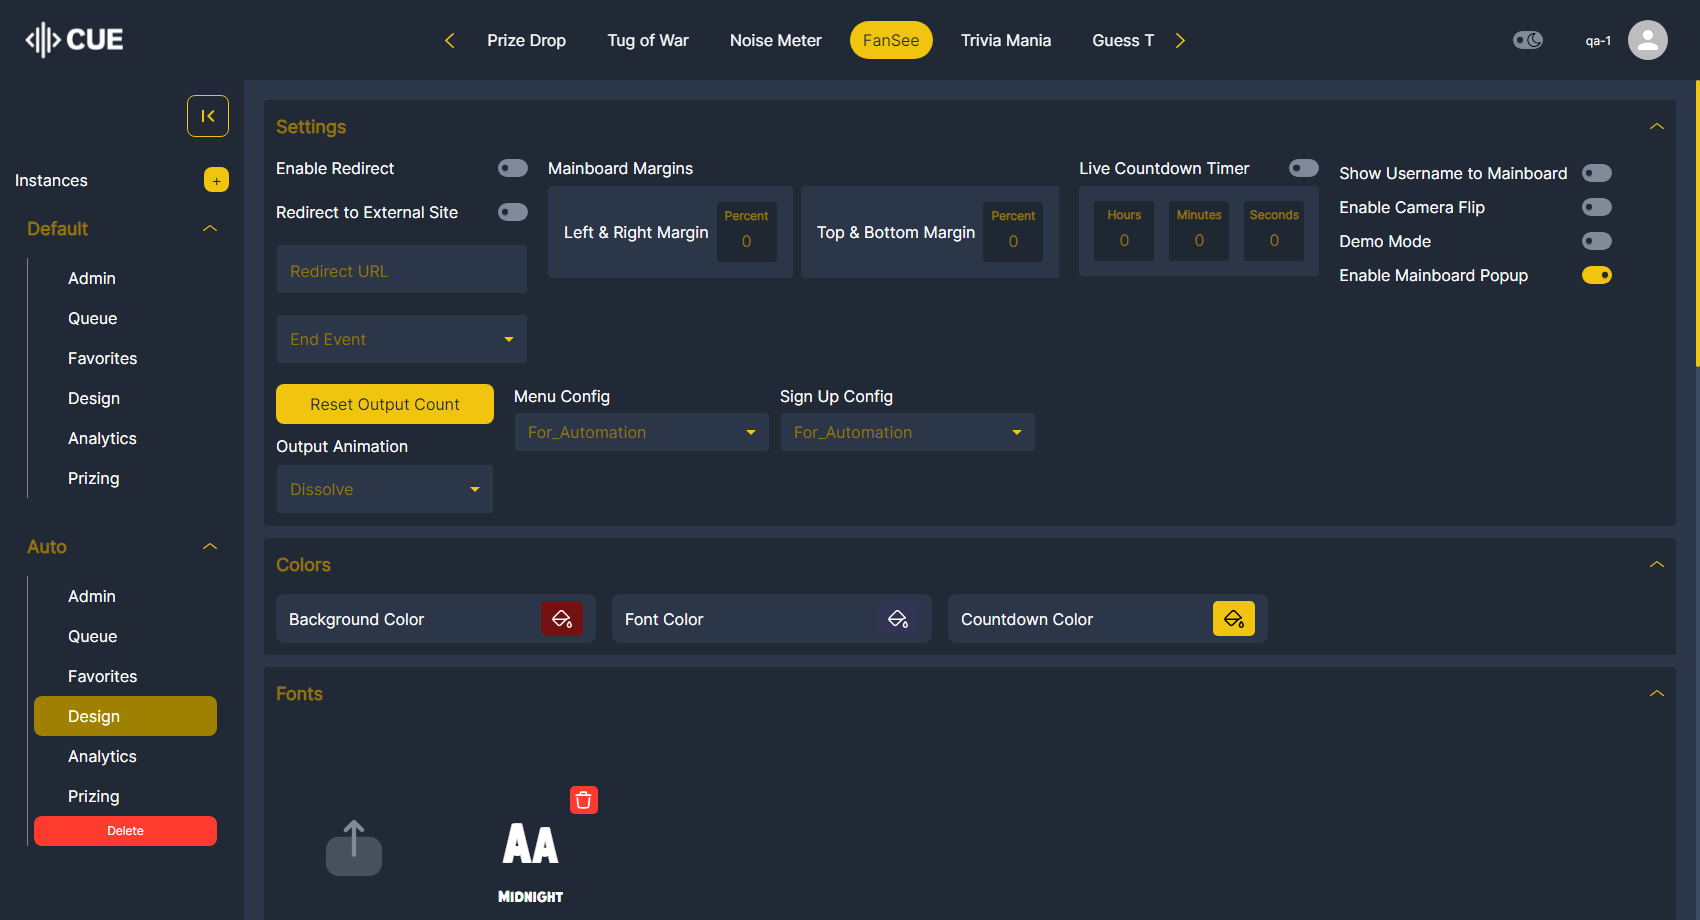 CUE
Prize Drop
Tug of War
Noise Meter
FanSee
Trivia Mania
Guess T
qa-1
Instances
+
Default
Admin
Queue
Favorites
Design
Analytics
Prizing
Auto
Admin
Queue
Favorites
Design
Analytics
Prizing
Delete
Settings
Enable Redirect
Redirect to External Site
Redirect URL
End Event
Mainboard Margins
Left & Right Margin
Percent
0
Top & Bottom Margin
Percent
0
Live Countdown Timer
Hours
0
Minutes
0
Seconds
0
Show Username to Mainboard
Enable Camera Flip
Demo Mode
Enable Mainboard Popup
Reset Output Count
Output Animation
Dissolve
Menu Config
For_Automation
Sign Up Config
For_Automation
Colors
Background Color
Font Color
Countdown Color
Fonts
AA
MIDNIGHT